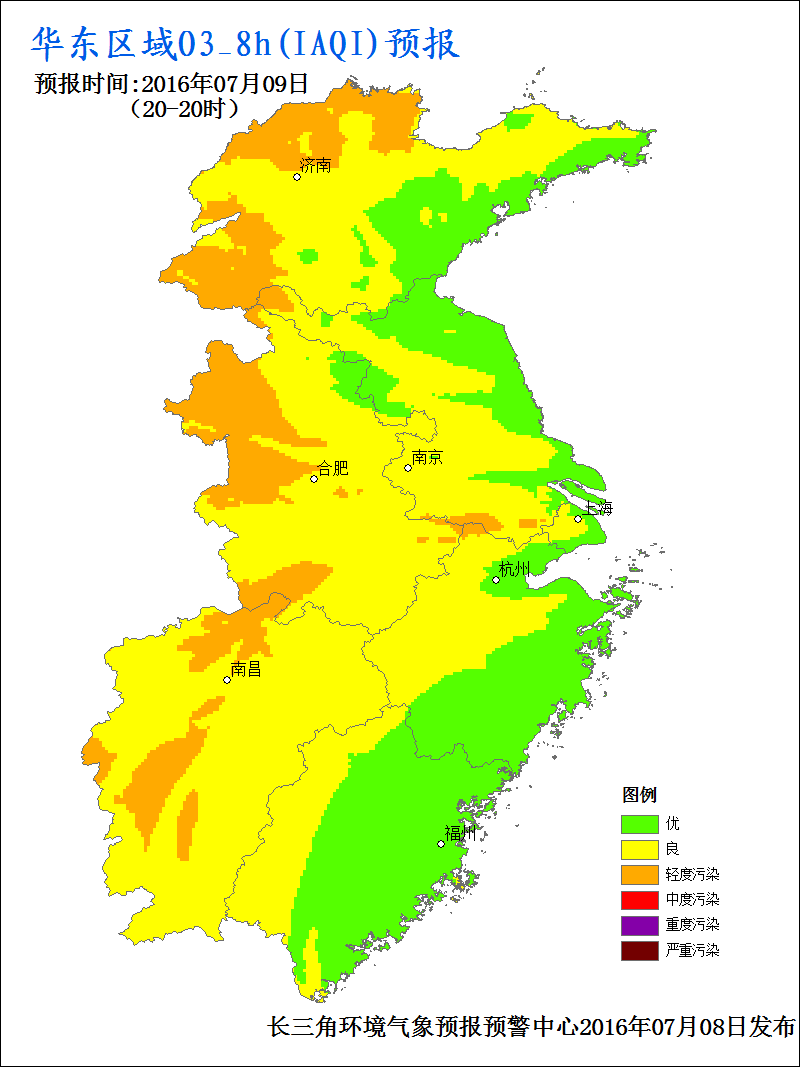 华东区域O3_8h(IAQI)预报
预报时间:2016年07月09日
(20-20时)
济南
南京
合肥
上海
杭州
南昌
福州
图例
优
良
轻度污染
中度污染
重度污染
严重污染
长三角环境气象预报预警中心2016年07月08日发布